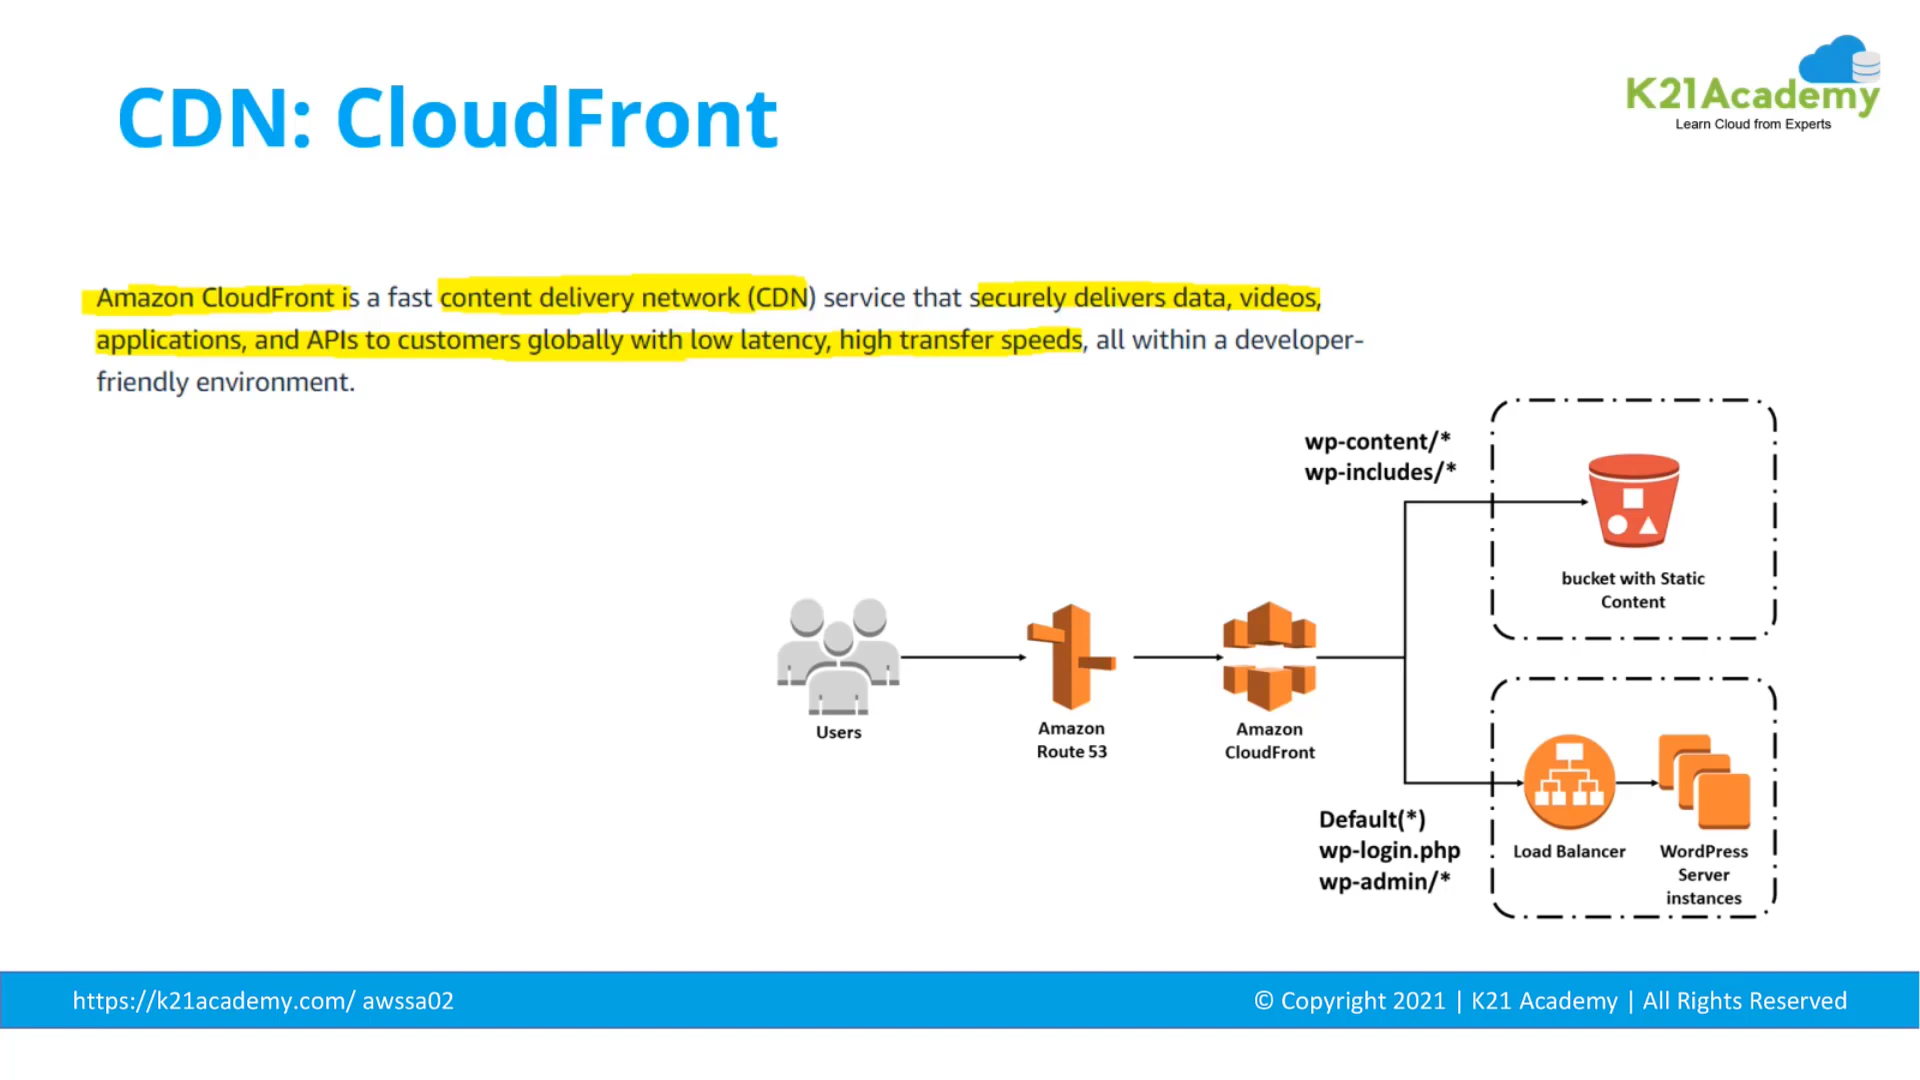 CDN: CloudFront
K21Academy
Learn Cloud from Experts
Amazon CloudFront is a fast content delivery network (CDN) service that securely delivers data, videos,
applications, and APIs to customers globally with low latency, high transfer speeds, all within a developer-
friendly environment.
wp-content/*
wp-includes/*
bucket with Static
Content
Users
Amazon
Route 53
Amazon
CloudFront
Default(*)
wp-login.php
wp-admin/*
Load Balancer
WordPress
Server
instances
https://k21academy.com/ awssa02
© Copyright 2021 | K21 Academy | All Rights Reserved